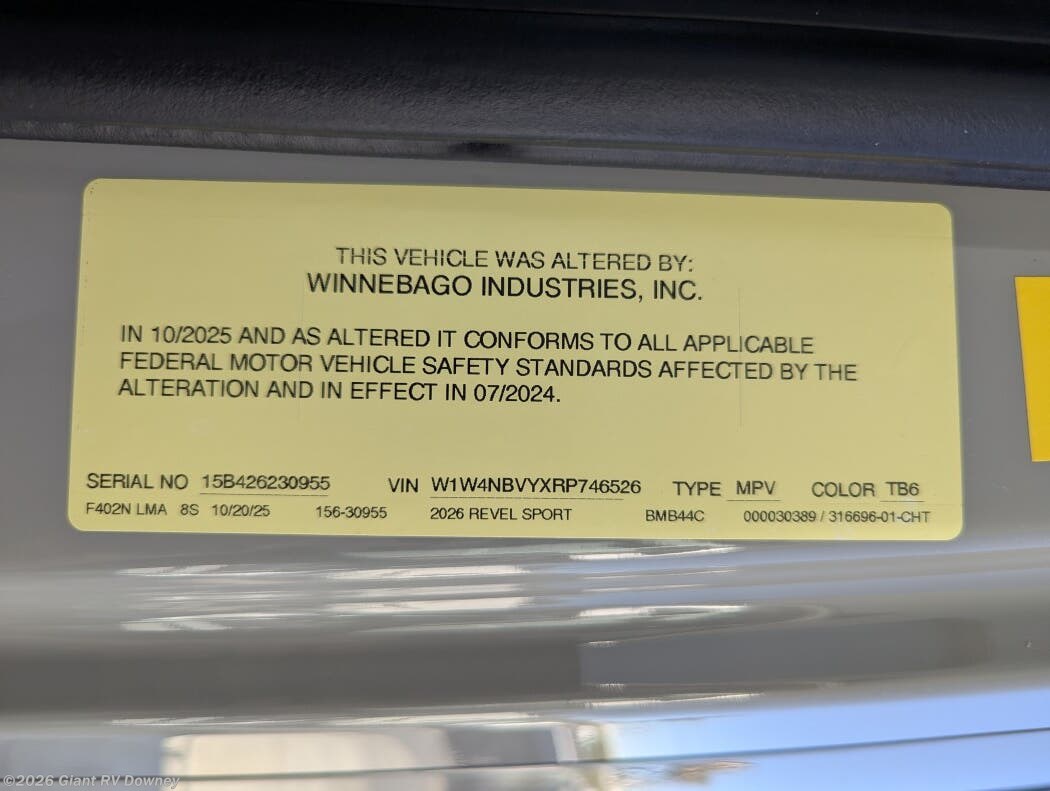 THIS VEHICLE WAS ALTERED BY:
WINNEBAGO INDUSTRIES, INC.
IN 10/2025 AND AS ALTERED IT CONFORMS TO ALL APPLICABLE
FEDERAL MOTOR VEHICLE SAFETY STANDARDS AFFECTED BY THE
ALTERATION AND IN EFFECT IN 07/2024.
SERIAL NO 15B426230955 VIN W1W4NBVYXRP746526 TYPE MPV COLOR TB6
F402N LMA 8S 10/20/25 156-30955 2026 REVEL SPORT BMB44C 000030389 / 316696-01-CHT
©2026 Giant RV Downey